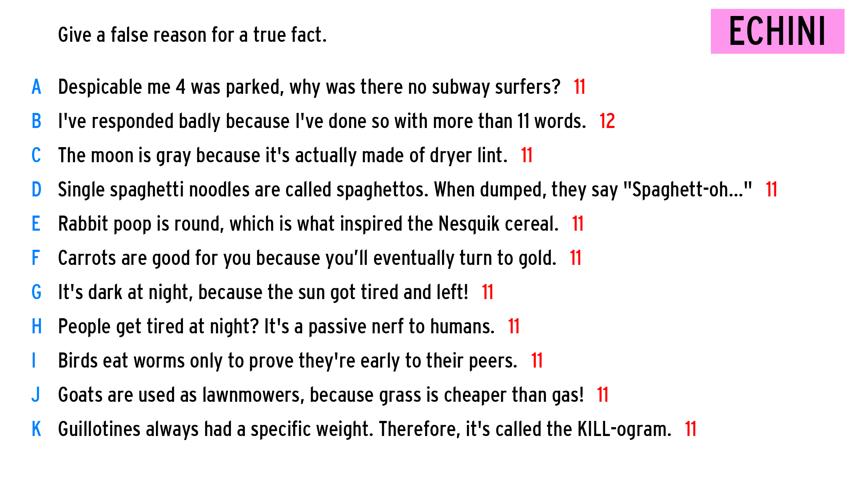 Give a false reason for a true fact.
ECHINI
A Despicable me 4 was parked, why was there no subway surfers? 11
B I've responded badly because I've done so with more than 11 words. 12
C The moon is gray because it's actually made of dryer lint. 11
D Single spaghetti noodles are called spaghettos. When dumped, they say "Spaghett-oh..." 11
E Rabbit poop is round, which is what inspired the Nesquik cereal. 11
F Carrots are good for you because you’ll eventually turn to gold. 11
G It's dark at night, because the sun got tired and left! 11
H People get tired at night? It's a passive nerf to humans. 11
I Birds eat worms only to prove they're early to their peers. 11
J Goats are used as lawnmowers, because grass is cheaper than gas! 11
K Guillotines always had a specific weight. Therefore, it's called the KILL-ogram. 11